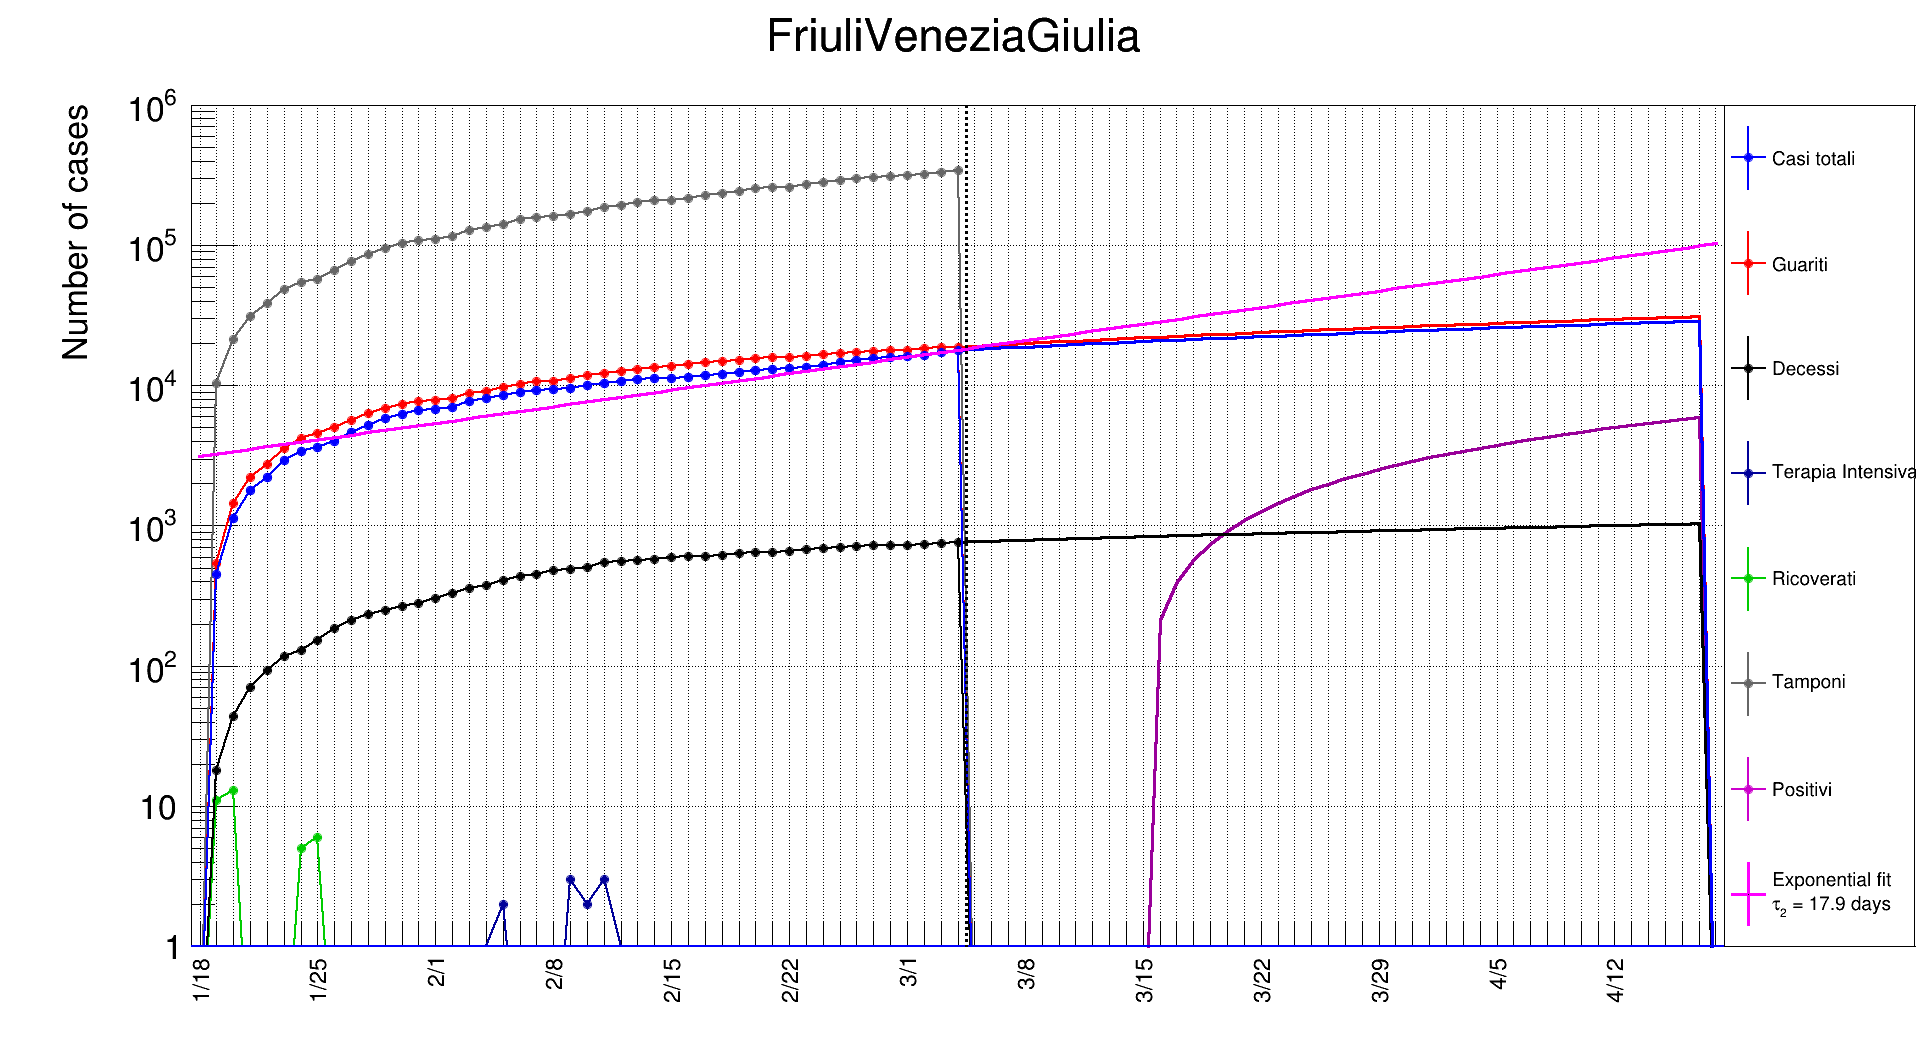 FriuliVeneziaGiulia
Number of cases
10^6
10^5
10^4
10^3
10^2
10
1
1/18
1/25
2/1
2/8
2/15
2/22
3/1
3/8
3/15
3/22
3/29
4/5
4/12
Casi totali
Guariti
Decessi
Terapia Intensiva
Ricoverati
Tamponi
Positivi
Exponential fit
τ_2 = 17.9 days